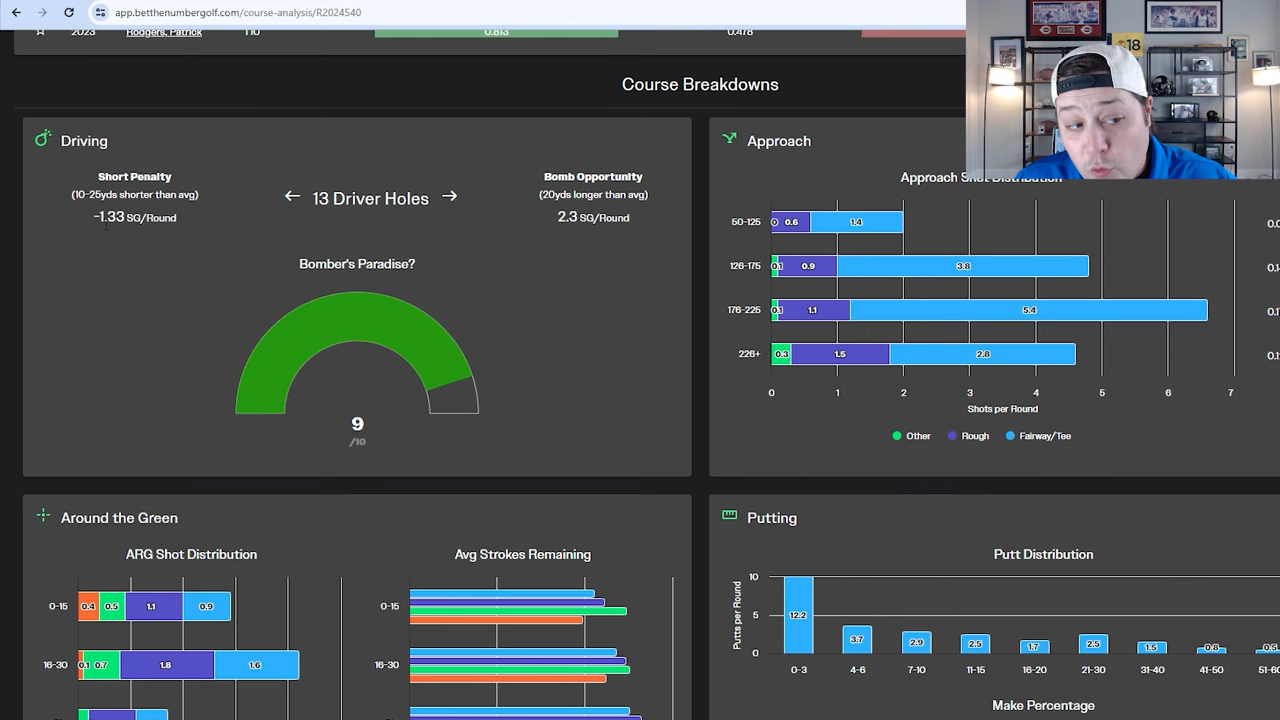 app.betthenumbergolf.com/course-analysis/R2024540
2023 Rodgers, Patrick T10 0.813 0.478
18
Course Breakdowns
Driving
Short Penalty
(10-25yds shorter than avg)
-1.33 SG/Round
13 Driver Holes
Bomb Opportunity
(20yds longer than avg)
2.3 SG/Round
Bomber's Paradise?
9
/10
Approach
Approach Shot Distribution
50-125 0 0.6 1.4
126-175 0.1 0.9 3.8
176-225 0.1 1.1 5.4
226+ 0.3 1.5 2.8
0 1 2 3 4 5 6 7
Shots per Round
Other Rough Fairway/Tee
Around the Green
ARG Shot Distribution
0-15 0.4 0.5 1.1 0.9
16-30 0.1 0.7 1.8 1.6
Avg Strokes Remaining
0-15
16-30
Putting
Putt Distribution
Putts per Round
10
5
0
12.2 3.7 2.9 2.5 1.7 2.5 1.5 0.8 0.5
0-3 4-6 7-10 11-15 16-20 21-30 31-40 41-50 51-60
Make Percentage